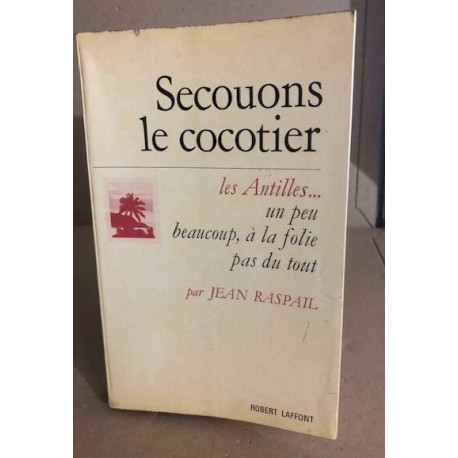 Secouons
le cocotier
les Antilles...
un peu
beaucoup, à la folie
pas du tout
par JEAN RASPAIL
ROBERT LAFFONT